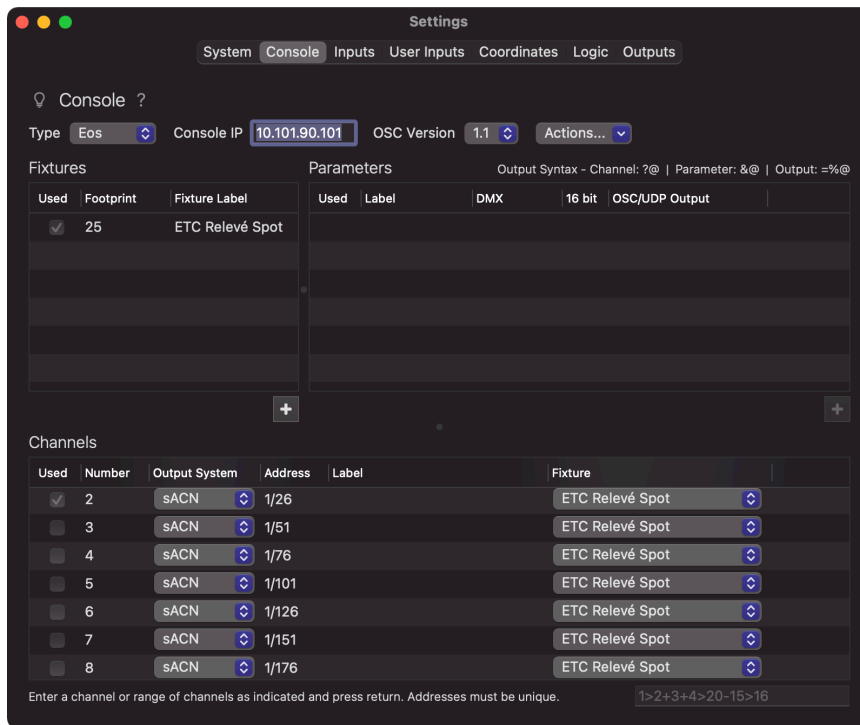 Settings
System Console Inputs User Inputs Coordinates Logic Outputs
Console ?
Type Eos Console IP 10.101.90.101 OSC Version 1.1 Actions...
Fixtures Parameters Output Syntax - Channel: ?@ | Parameter: &@ | Output: =%@
Used Footprint Fixture Label Used Label DMX 16 bit OSC/UDP Output
25 ETC Relevé Spot
+ +
Channels
Used Number Output System Address Label Fixture
2 sACN 1/26 ETC Relevé Spot
3 sACN 1/51 ETC Relevé Spot
4 sACN 1/76 ETC Relevé Spot
5 sACN 1/101 ETC Relevé Spot
6 sACN 1/126 ETC Relevé Spot
7 sACN 1/151 ETC Relevé Spot
8 sACN 1/176 ETC Relevé Spot
Enter a channel or range of channels as indicated and press return. Addresses must be unique. 1>2+3+4>20-15>16